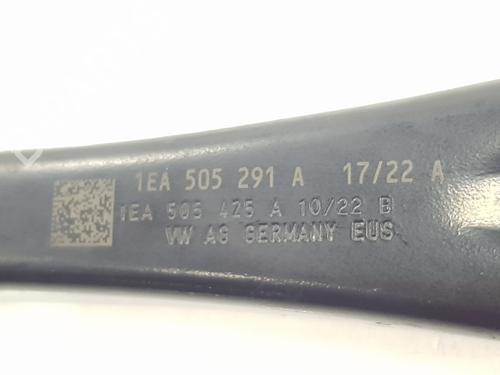 1EA 505 291 A 17/22 A
1EA 505 425 A 10/22 B
VW AG GERMANY EUS